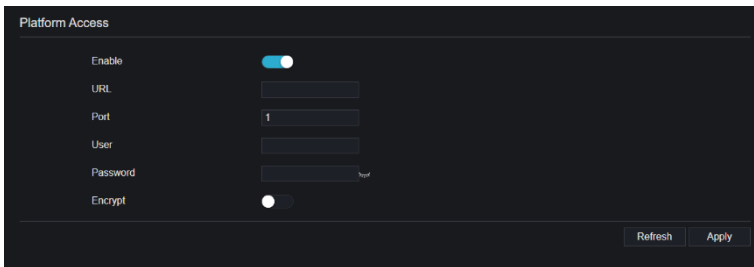 Platform Access
Enable
URL
Port 1
User
Password
Encrypt
Refresh Apply